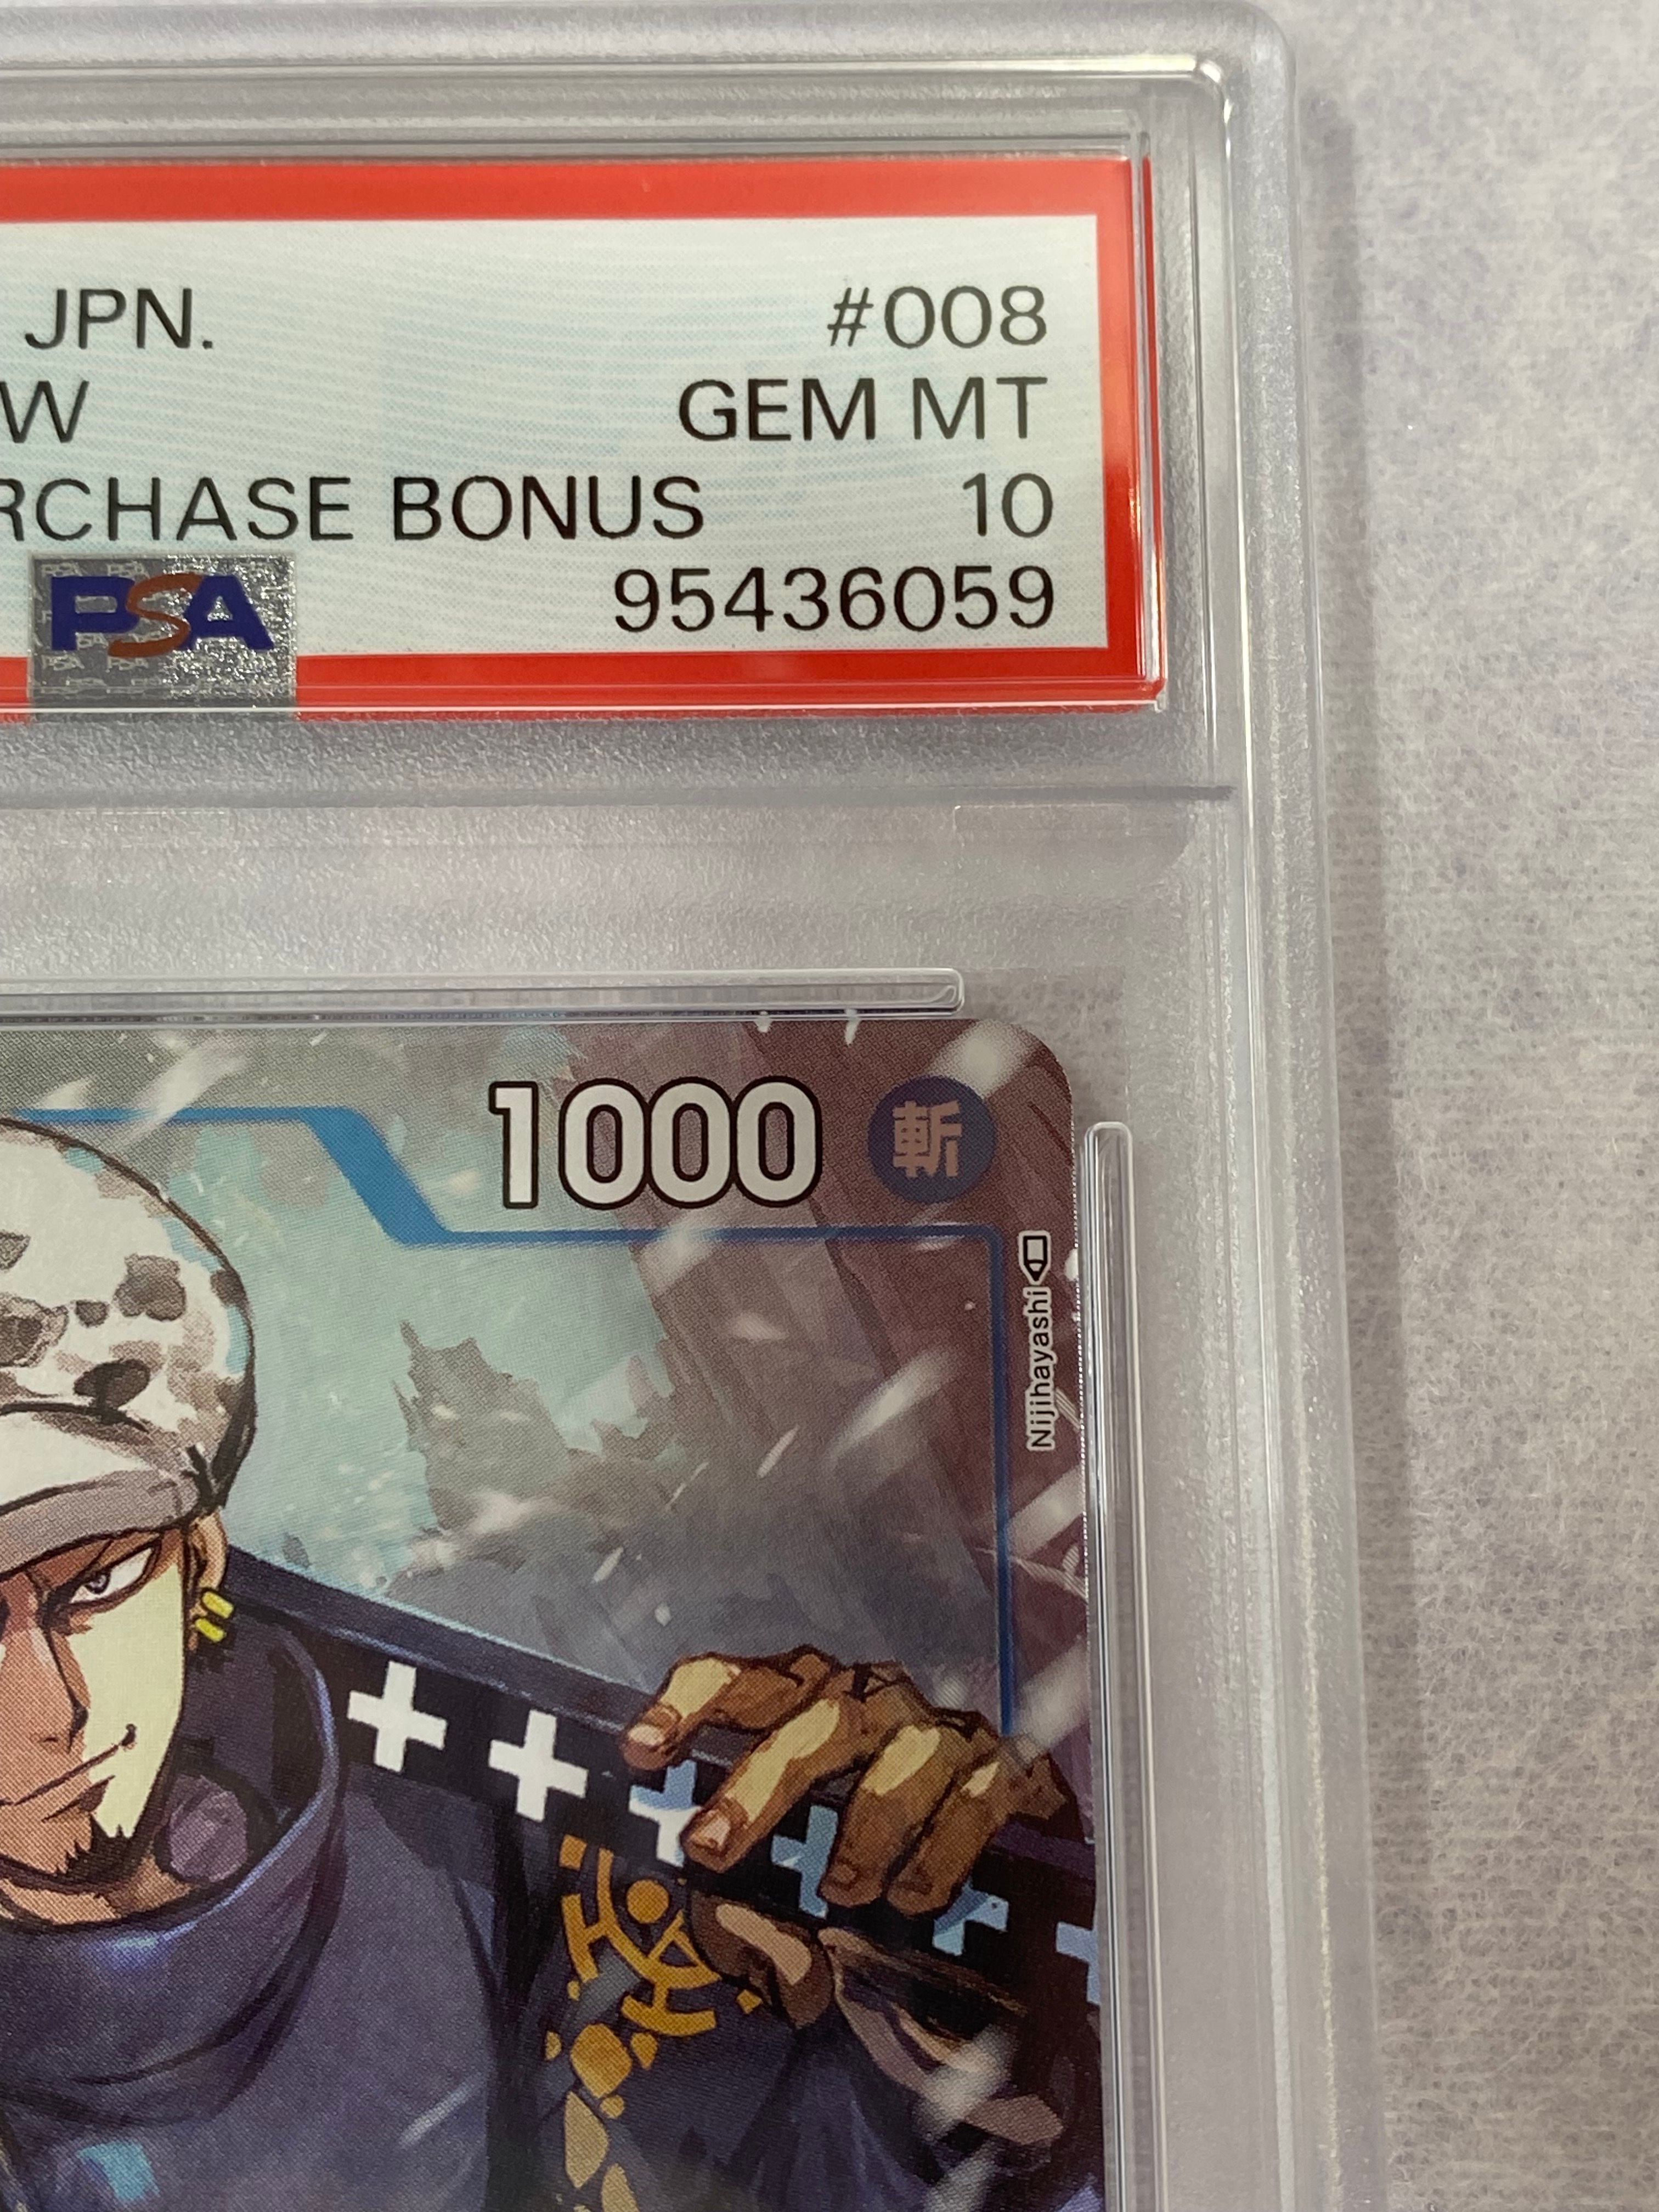 JPN. #008
W GEM MT
RCHASE BONUS 10
PSA 95436059
1000 斬
Nijihayashi